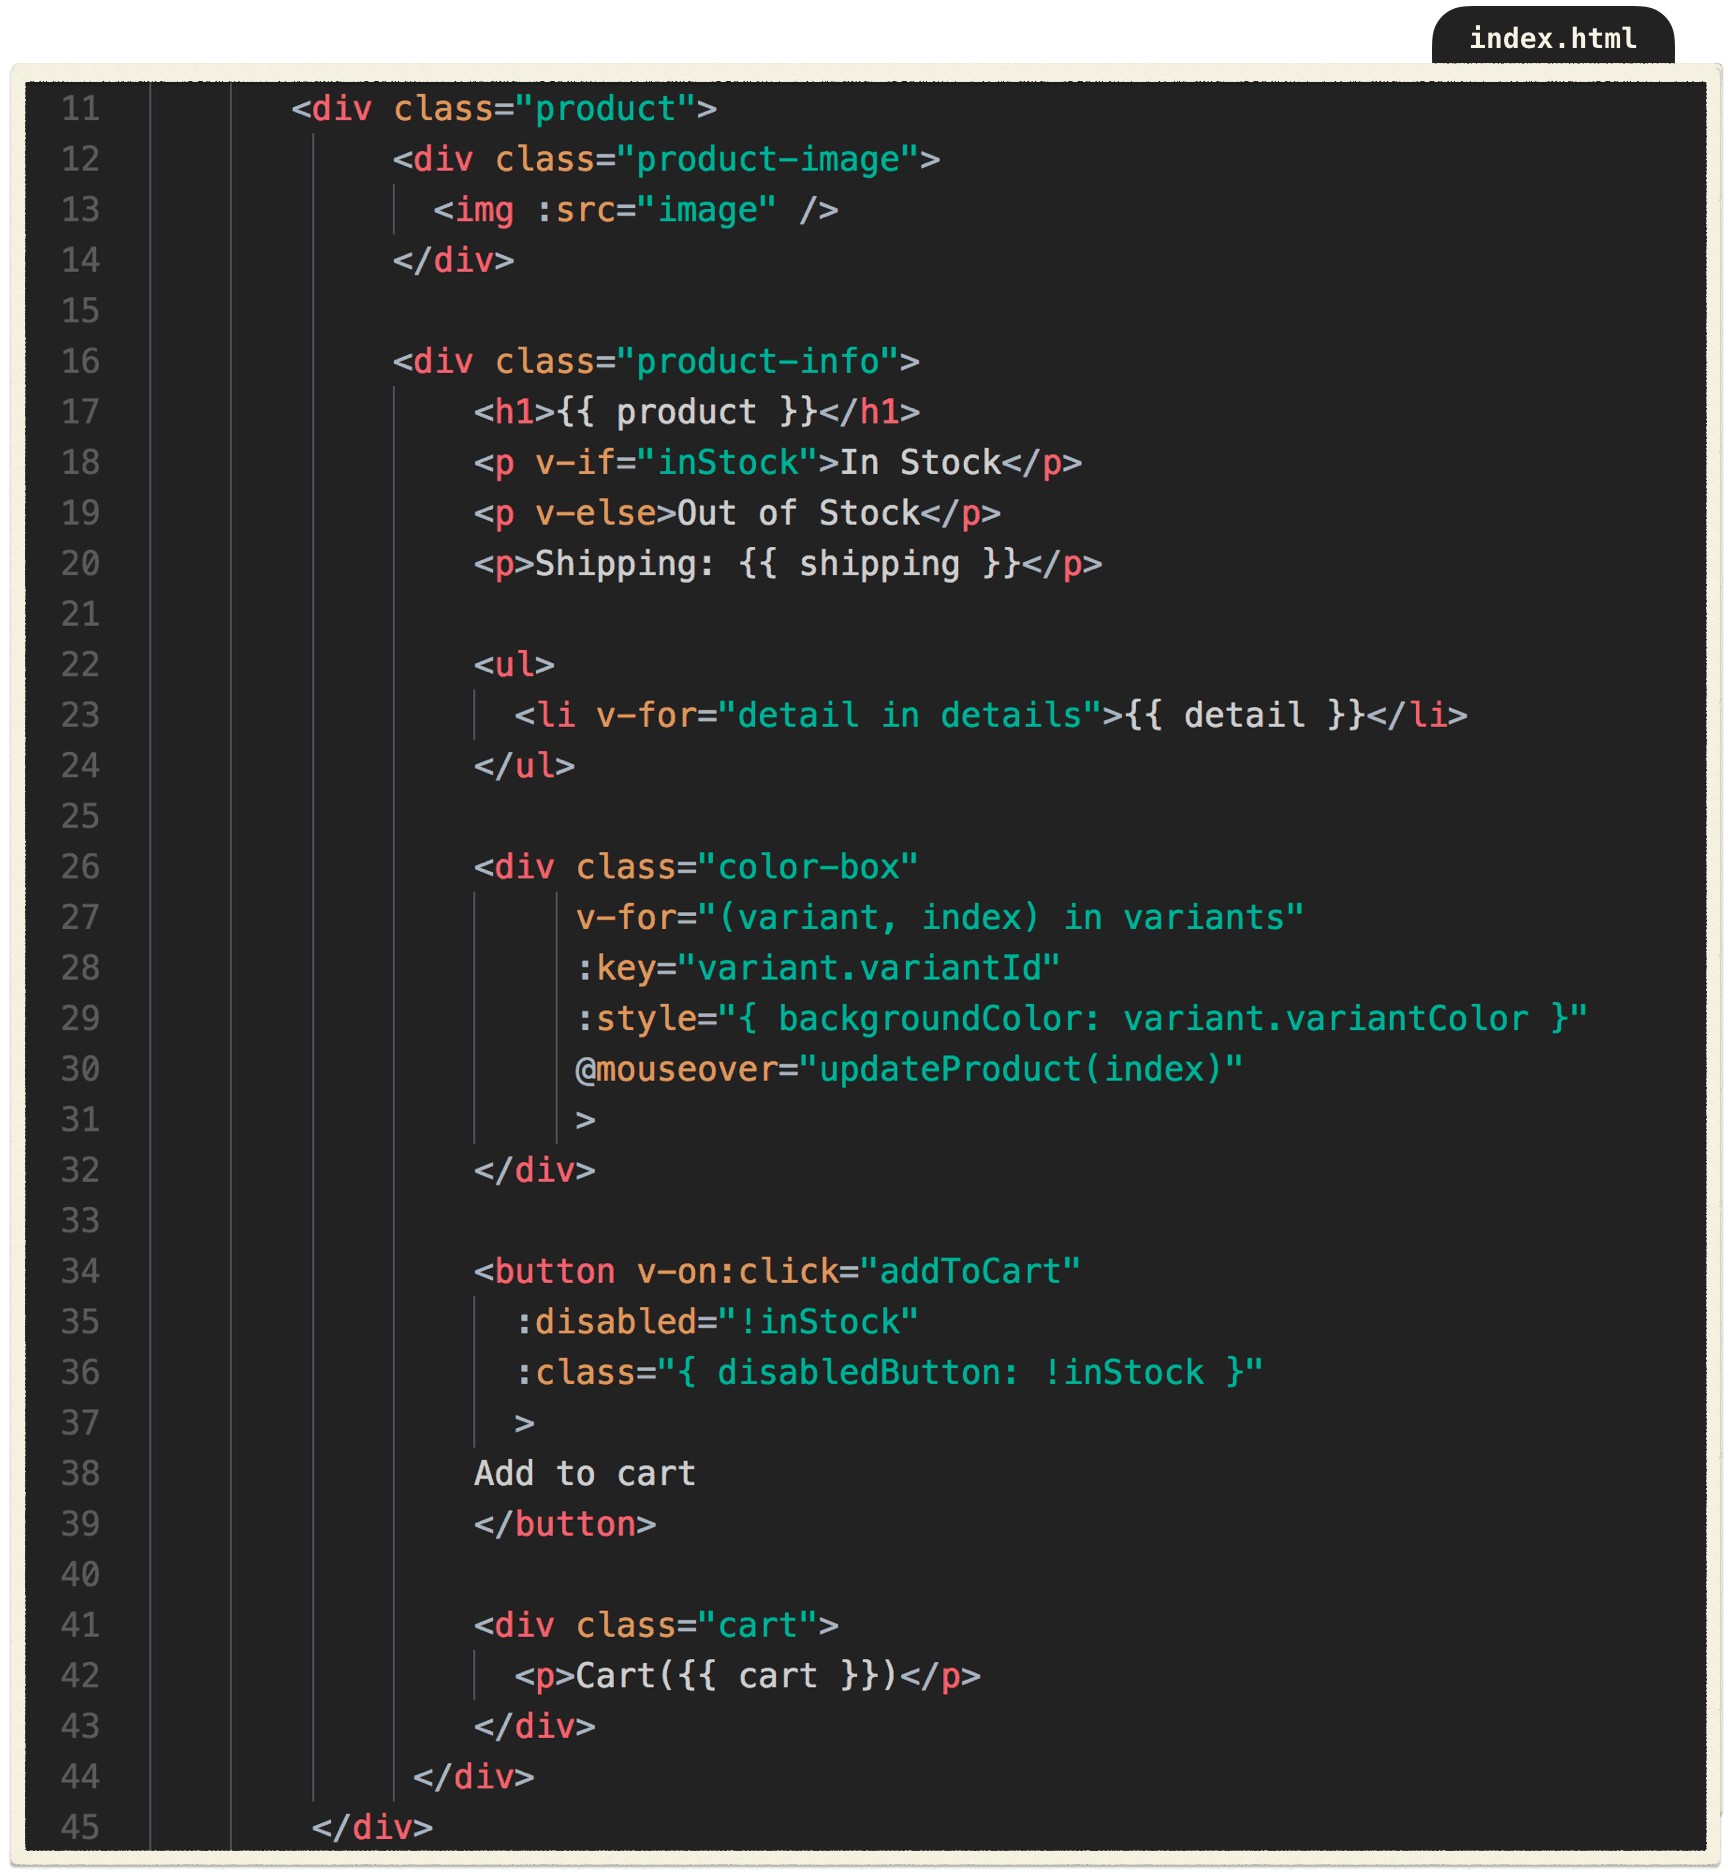 index.html
11 <div class="product">
12 <div class="product-image">
13 <img :src="image" />
14 </div>
15
16 <div class="product-info">
17 <h1>{{ product }}</h1>
18 <p v-if="inStock">In Stock</p>
19 <p v-else>Out of Stock</p>
20 <p>Shipping: {{ shipping }}</p>
21
22 <ul>
23 <li v-for="detail in details">{{ detail }}</li>
24 </ul>
25
26 <div class="color-box"
27 v-for="(variant, index) in variants"
28 :key="variant.variantId"
29 :style="{ backgroundColor: variant.variantColor }"
30 @mouseover="updateProduct(index)"
31 >
32 </div>
33
34 <button v-on:click="addToCart"
35 :disabled="!inStock"
36 :class="{ disabledButton: !inStock }"
37 >
38 Add to cart
39 </button>
40
41 <div class="cart">
42 <p>Cart({{ cart }})</p>
43 </div>
44 </div>
45 </div>